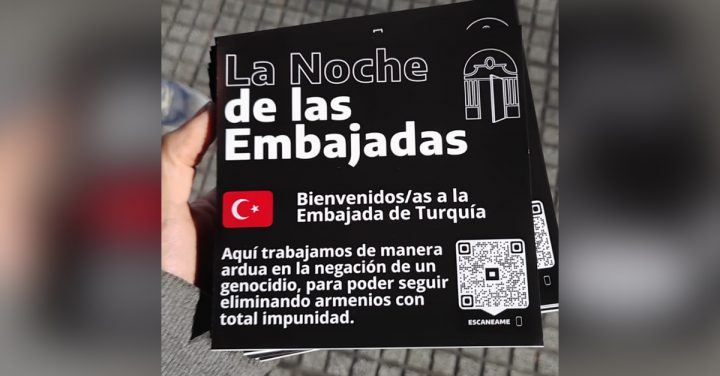 La Noche
de las
Embajadas
Bienvenidos/as a la
Embajada de Turquía
Aquí trabajamos de manera
ardua en la negación de un
genocidio, para poder seguir
eliminando armenios con
total impunidad.
ESCANEAME